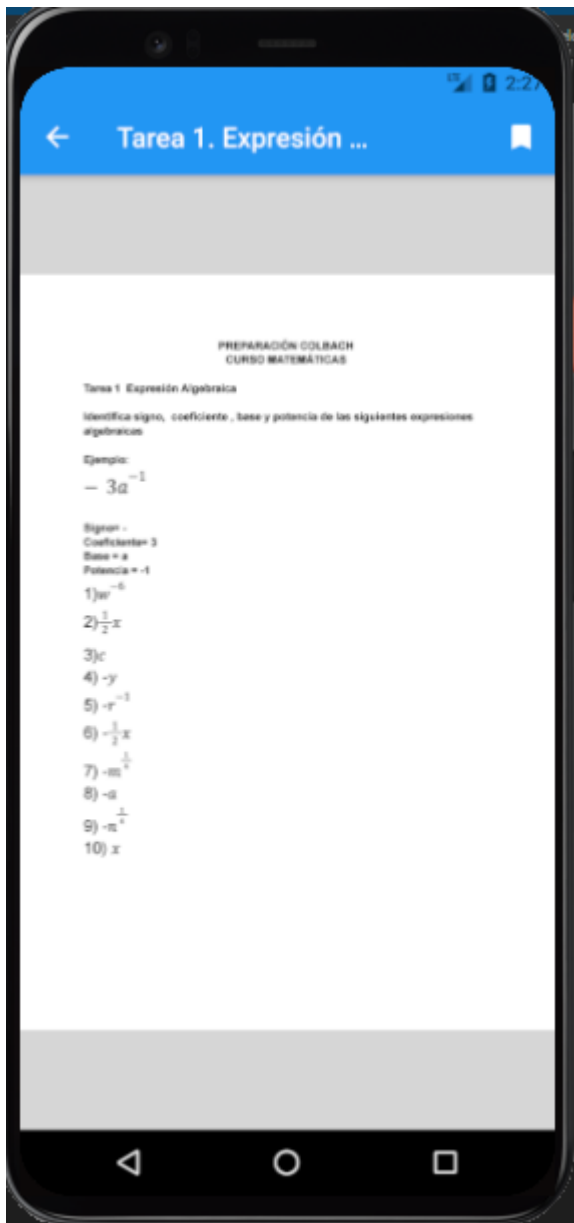 2:27
Tarea 1. Expresión ...
PREPARACIÓN COLBACH
CURSO MATEMÁTICAS
Tarea 1 Expresión Algebraica
Identifica signo, coeficiente , base y potencia de las siguientes expresiones
algebraicas
Ejemplo:
− 3a⁻¹
Signo= -
Coeficiente= 3
Base = a
Potencia = -1
1)w⁻⁶
2)½x
3)c
4) -y
5) -r⁻¹
6) -½x
7) -m
8) -a
9) -n
10) x